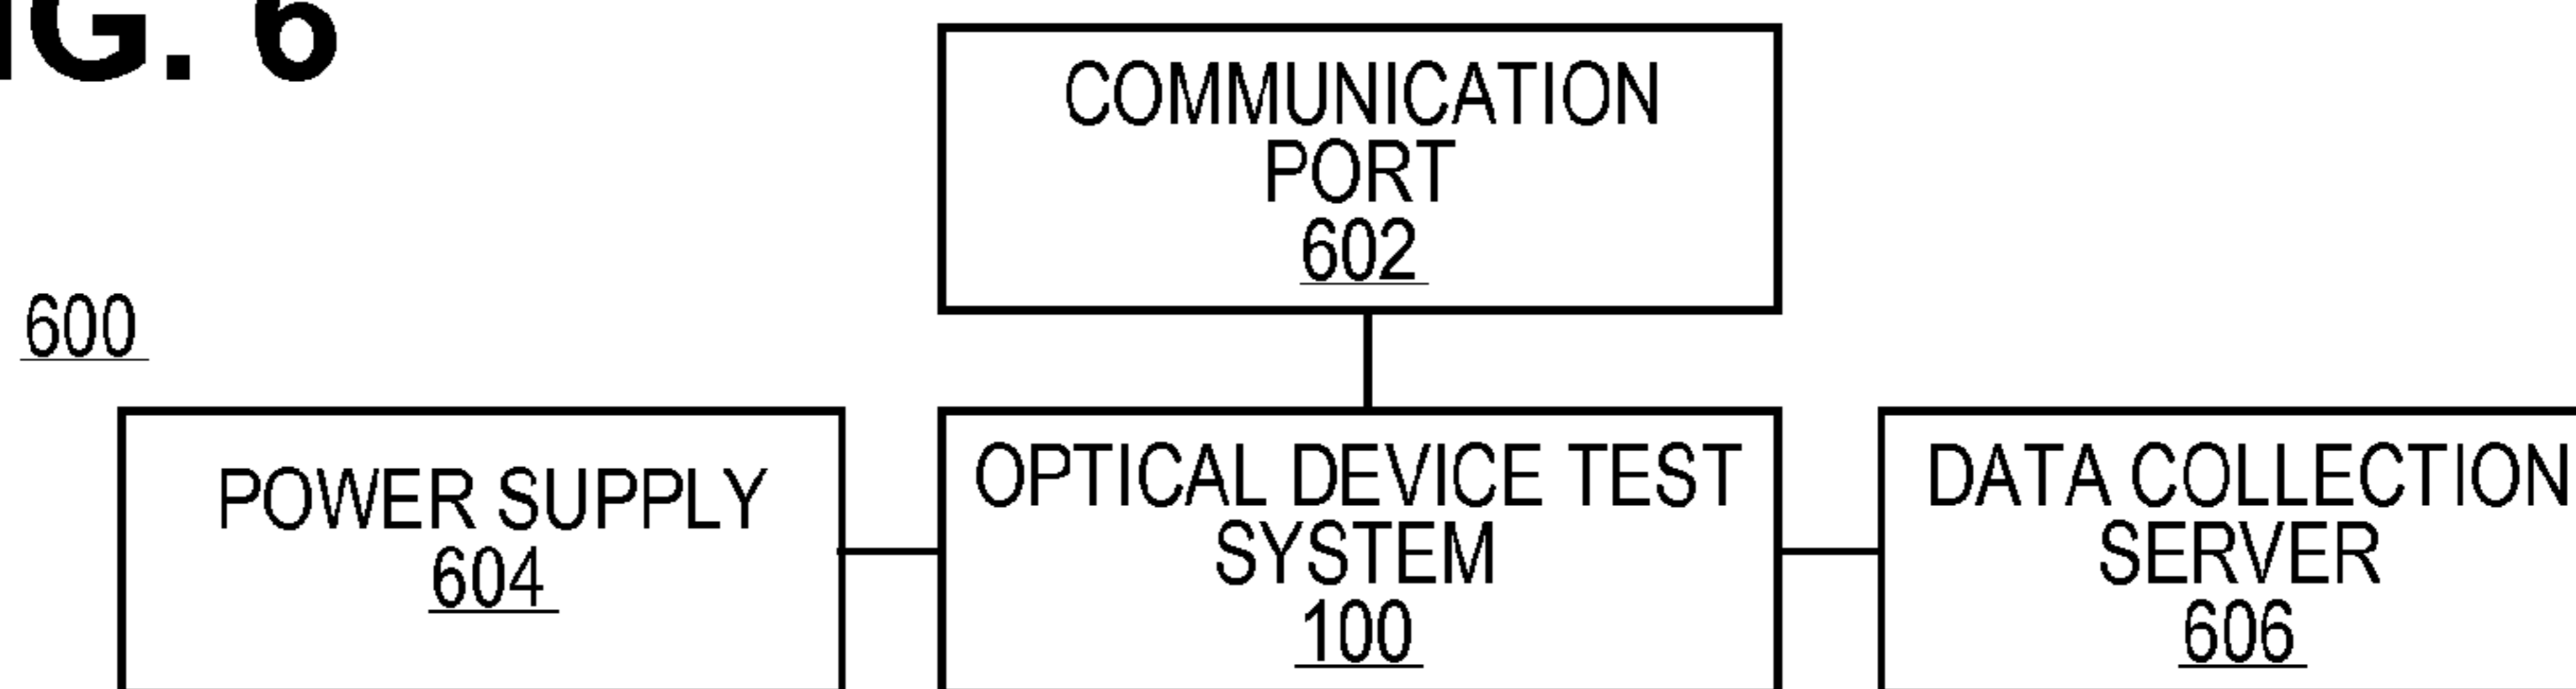 IG. 6
COMMUNICATION
PORT
602
600
POWER SUPPLY
604
OPTICAL DEVICE TEST
SYSTEM
100
DATA COLLECTION
SERVER
606